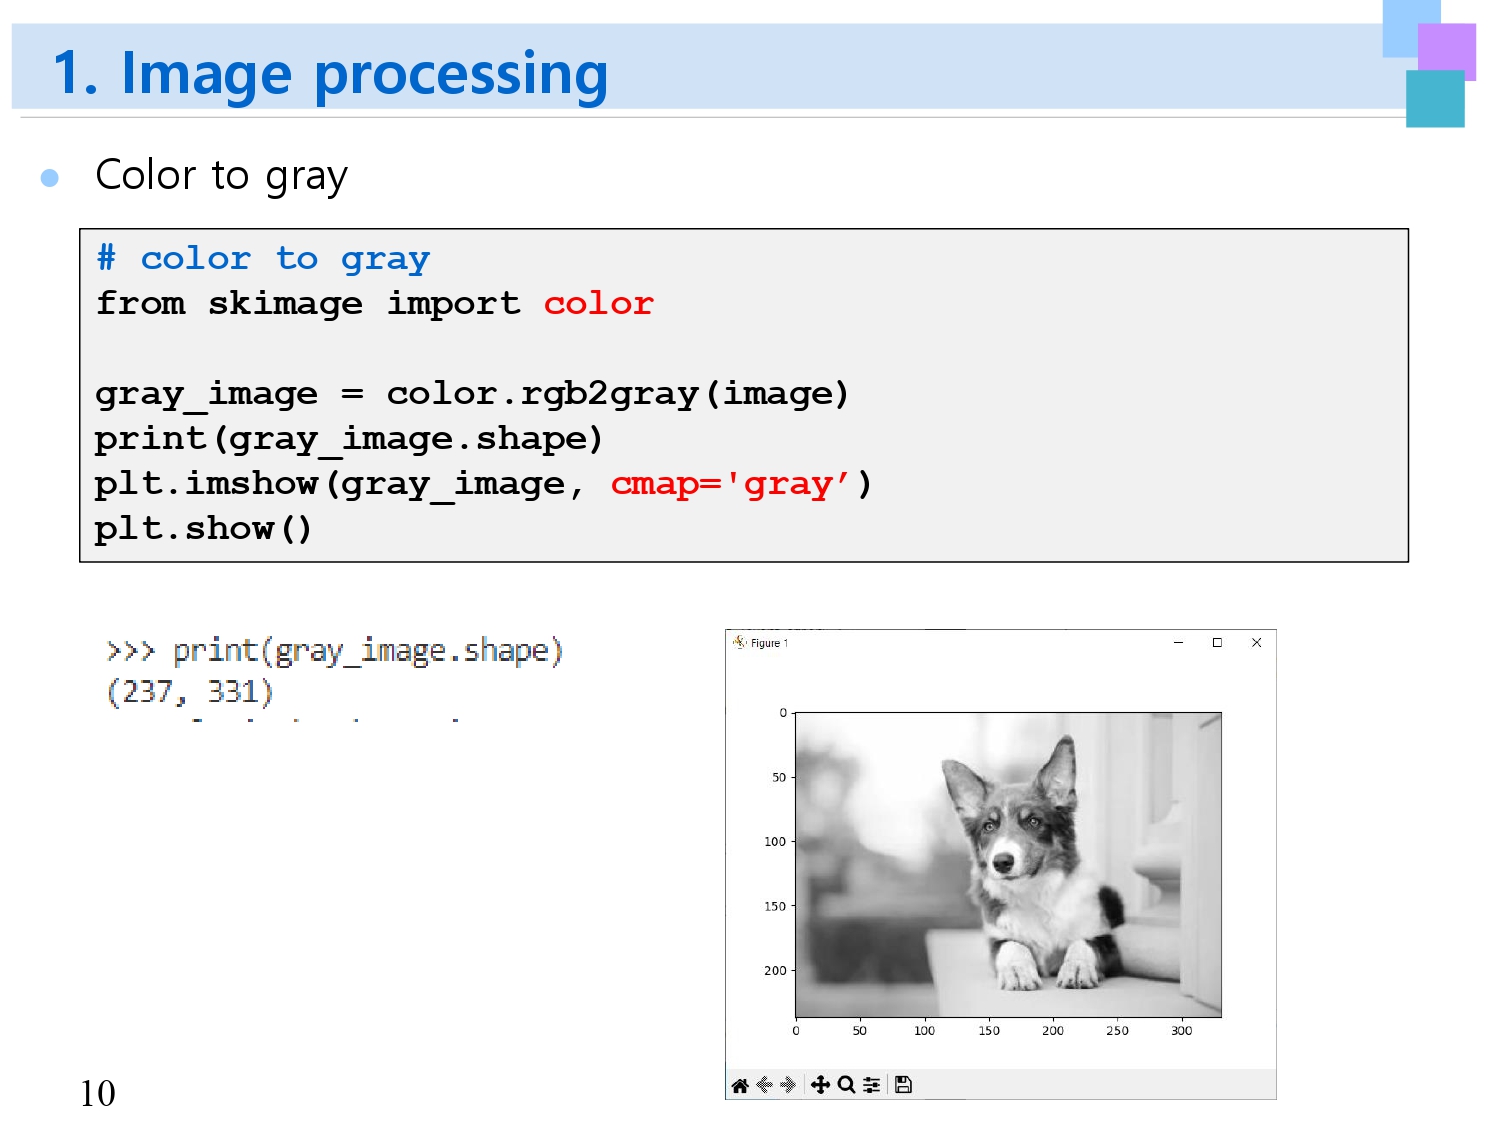 1. Image processing
Color to gray
# color to gray
from skimage import color
gray_image = color.rgb2gray(image)
print(gray_image.shape)
plt.imshow(gray_image, cmap='gray’)
plt.show()
>>> print(gray_image.shape)
(237, 331)
Figure 1
0
50
100
150
200
0 50 100 150 200 250 300
10